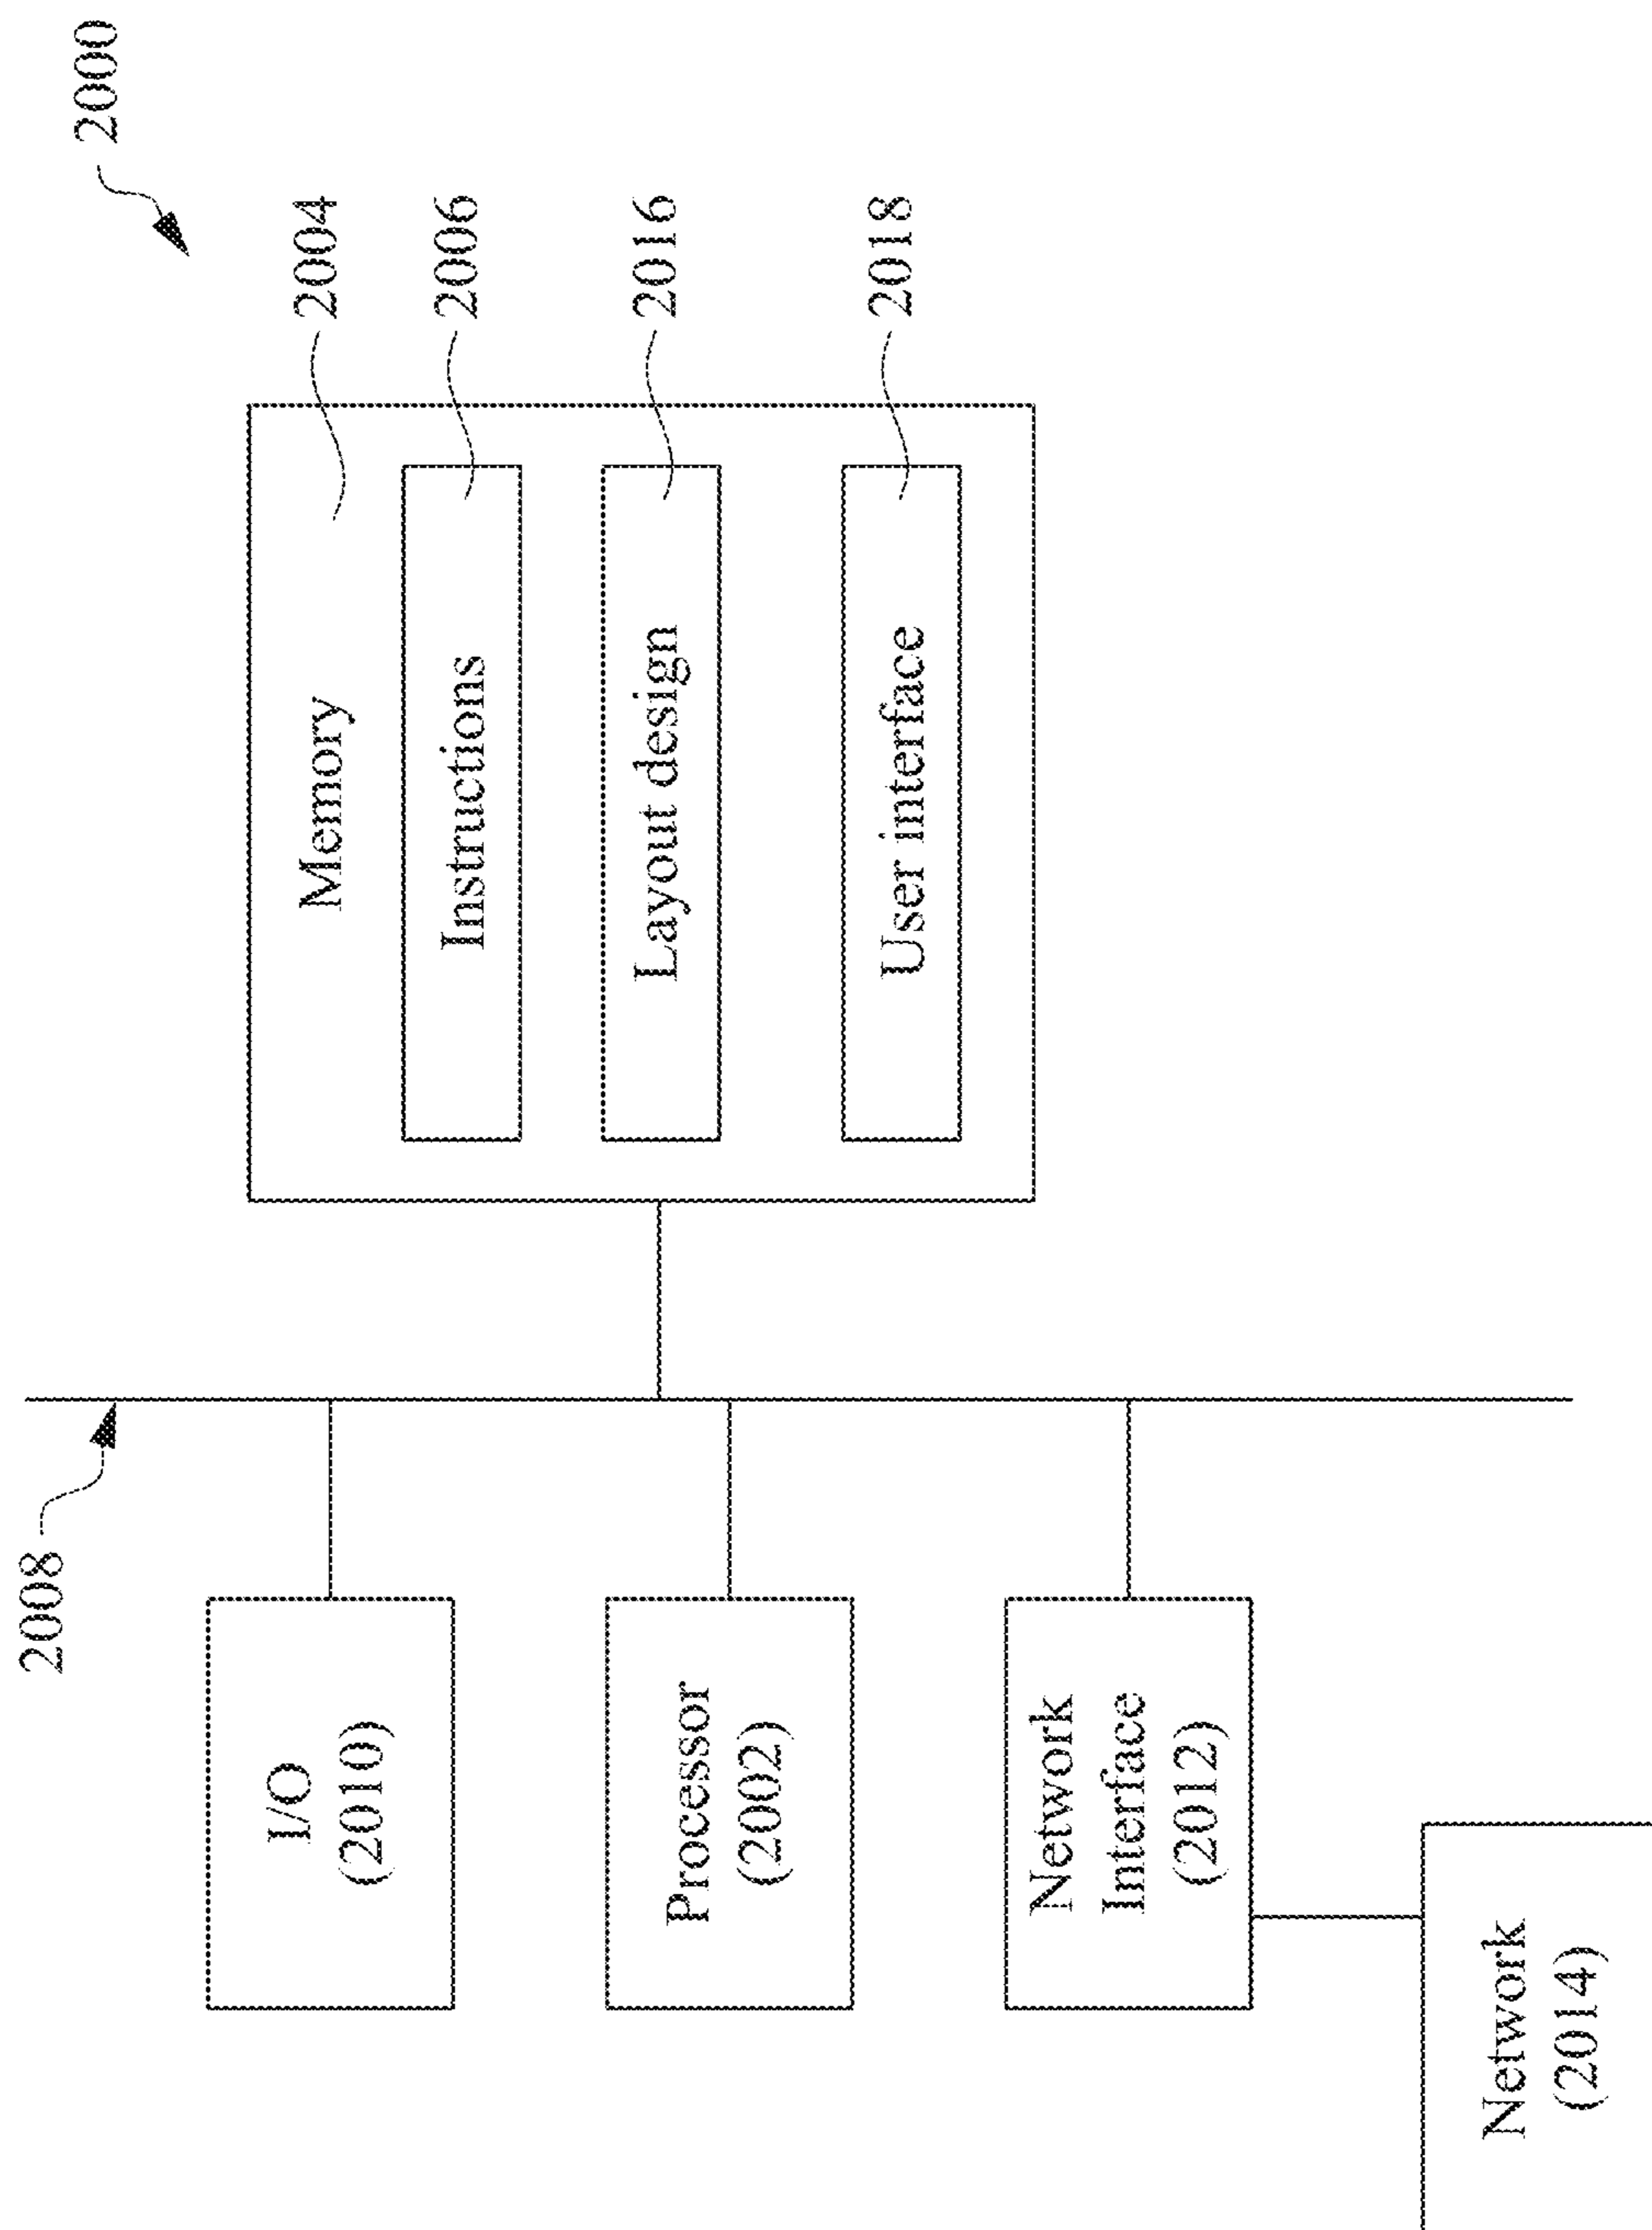 2000
2008
I/O
(2010)
Memory
2004
Instructions
2006
Processor
(2002)
Layout design
2016
User interface
2018
Network
Interface
(2012)
Network
(2014)